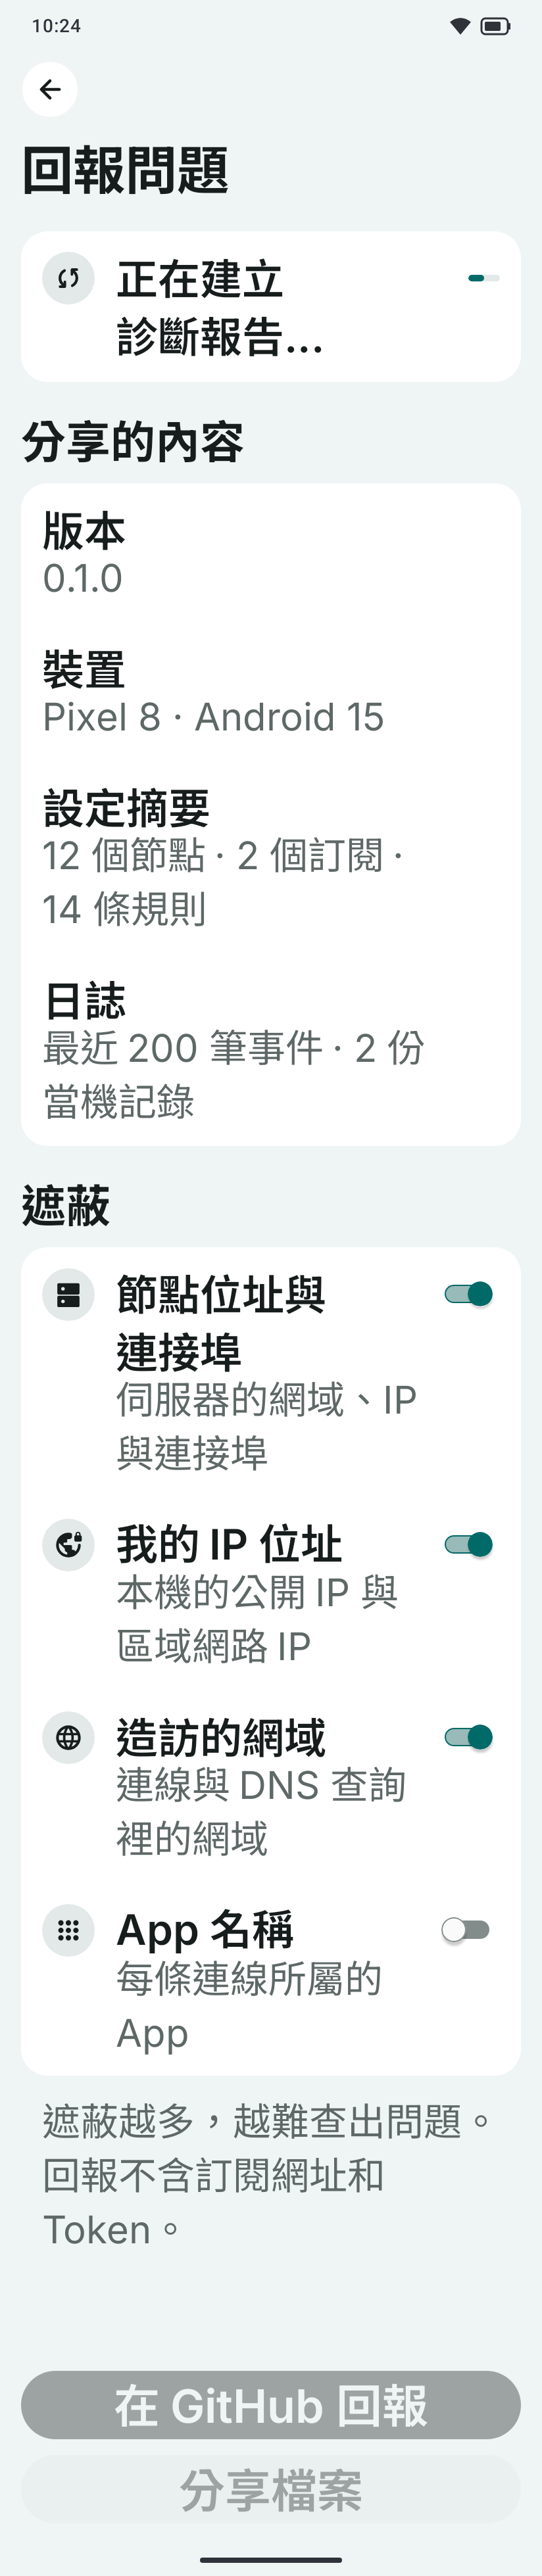 10:24
回報問題
正在建立
診斷報告…
分享的內容
版本
0.1.0
裝置
Pixel 8 · Android 15
設定摘要
12 個節點 · 2 個訂閱 ·
14 條規則
日誌
最近 200 筆事件 · 2 份
當機記錄
遮蔽
節點位址與
連接埠
伺服器的網域、IP
與連接埠
我的 IP 位址
本機的公開 IP 與
區域網路 IP
造訪的網域
連線與 DNS 查詢
裡的網域
App 名稱
每條連線所屬的
App
遮蔽越多，越難查出問題。
回報不含訂閱網址和
Token。
在 GitHub 回報
分享檔案